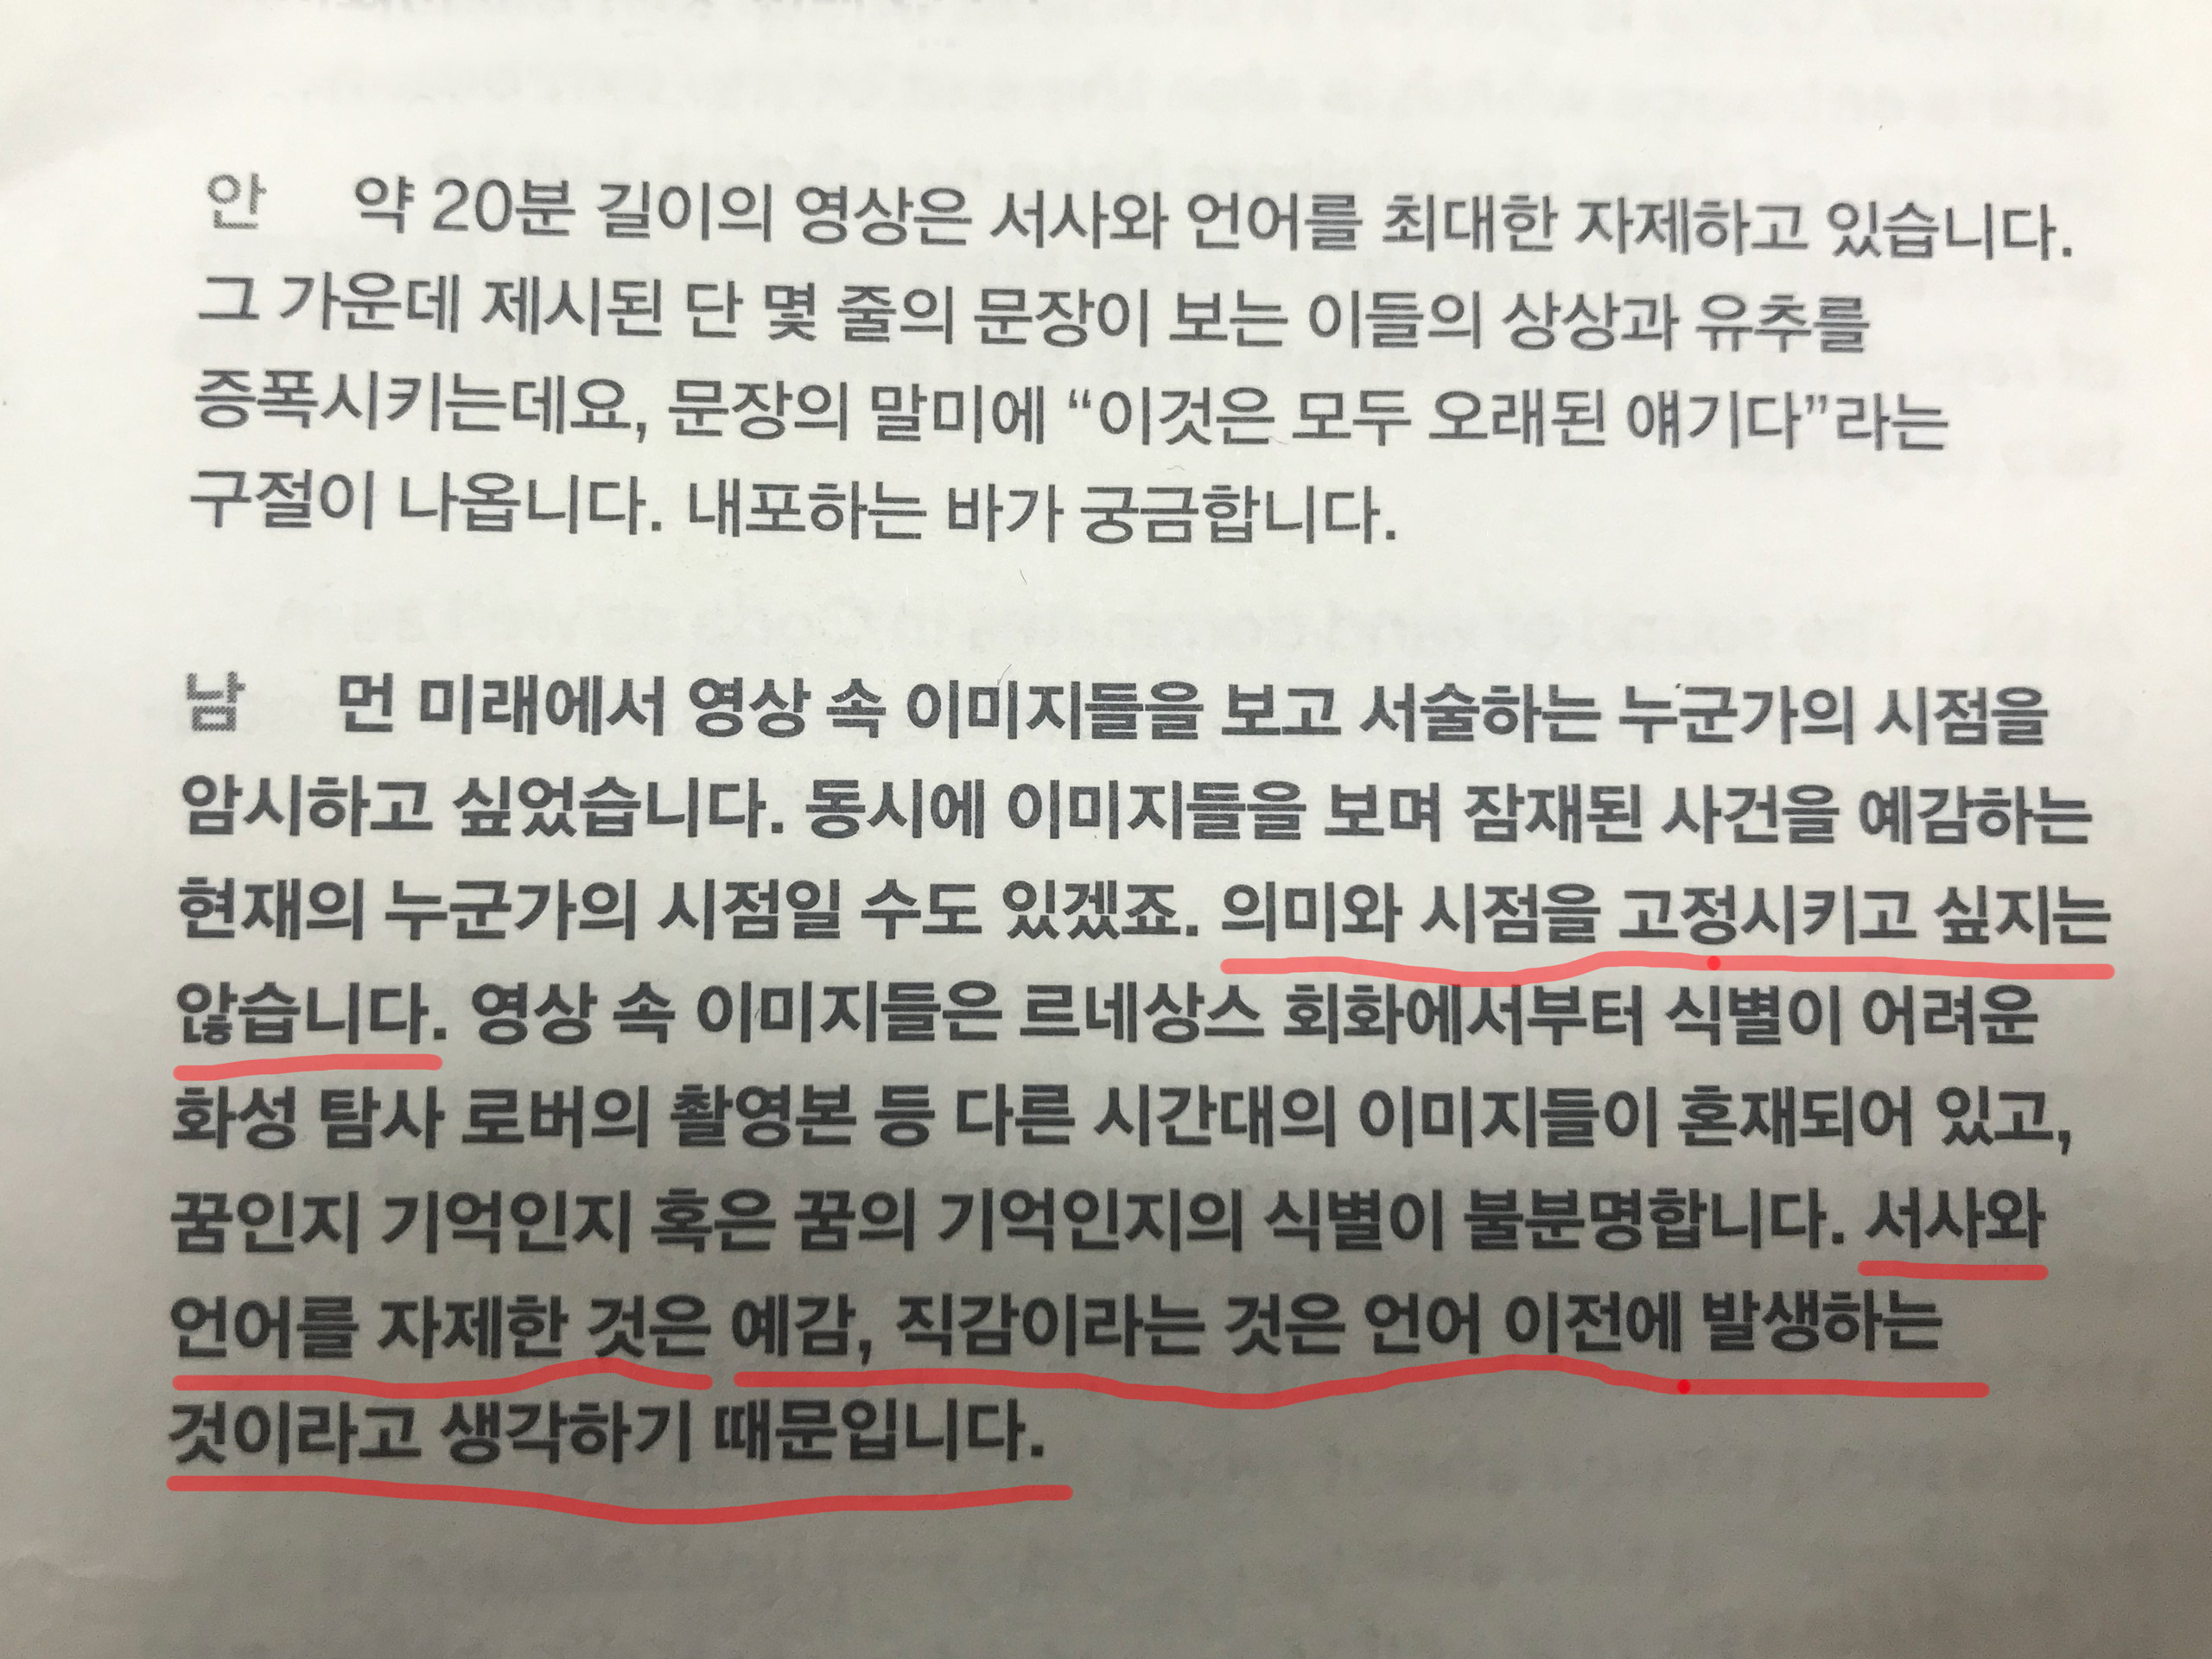 안 약 20분 길이의 영상은 서사와 언어를 최대한 자제하고 있습니다.
그 가운데 제시된 단 몇 줄의 문장이 보는 이들의 상상과 유추를
증폭시키는데요, 문장의 말미에 “이것은 모두 오래된 얘기다”라는
구절이 나옵니다. 내포하는 바가 궁금합니다.
남 먼 미래에서 영상 속 이미지들을 보고 서술하는 누군가의 시점을
암시하고 싶었습니다. 동시에 이미지들을 보며 잠재된 사건을 예감하는
현재의 누군가의 시점일 수도 있겠죠. 의미와 시점을 고정시키고 싶지는
않습니다. 영상 속 이미지들은 르네상스 회화에서부터 식별이 어려운
화성 탐사 로버의 촬영본 등 다른 시간대의 이미지들이 혼재되어 있고,
꿈인지 기억인지 혹은 꿈의 기억인지의 식별이 불분명합니다. 서사와
언어를 자제한 것은 예감, 직감이라는 것은 언어 이전에 발생하는
것이라고 생각하기 때문입니다.